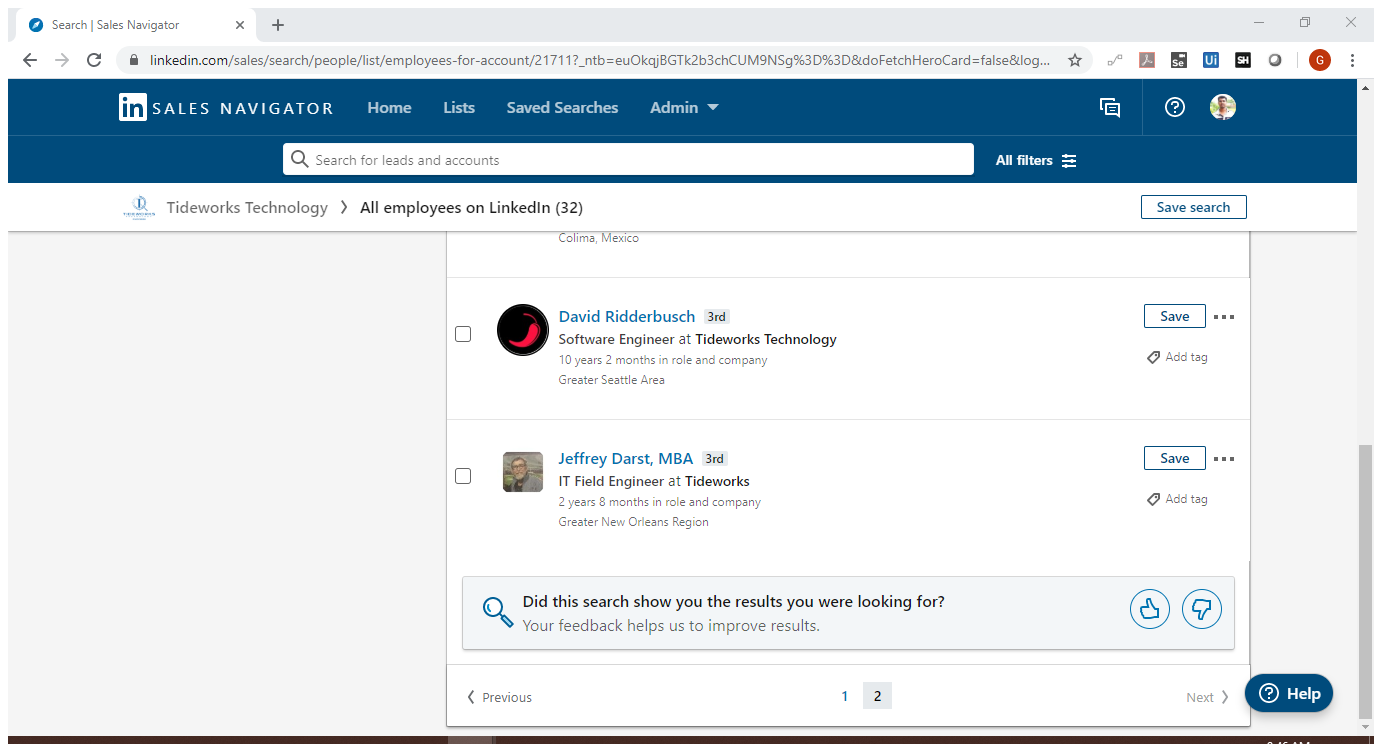 Search | Sales Navigator
linkedin.com/sales/search/people/list/employees-for-account/21711?_ntb=euOkqjBGTk2b3chCUM9NSg%3D%3D&doFetchHeroCard=false&log...
Se
Ui
SH
G
in SALES NAVIGATOR
Home
Lists
Saved Searches
Admin
Search for leads and accounts
All filters
TIDEWORKS
Tideworks Technology
All employees on LinkedIn (32)
Save search
Colima, Mexico
David Ridderbusch 3rd
Save
Software Engineer at Tideworks Technology
10 years 2 months in role and company
Add tag
Greater Seattle Area
Jeffrey Darst, MBA 3rd
Save
IT Field Engineer at Tideworks
2 years 8 months in role and company
Add tag
Greater New Orleans Region
Did this search show you the results you were looking for?
Your feedback helps us to improve results.
Previous
1
2
Next
Help